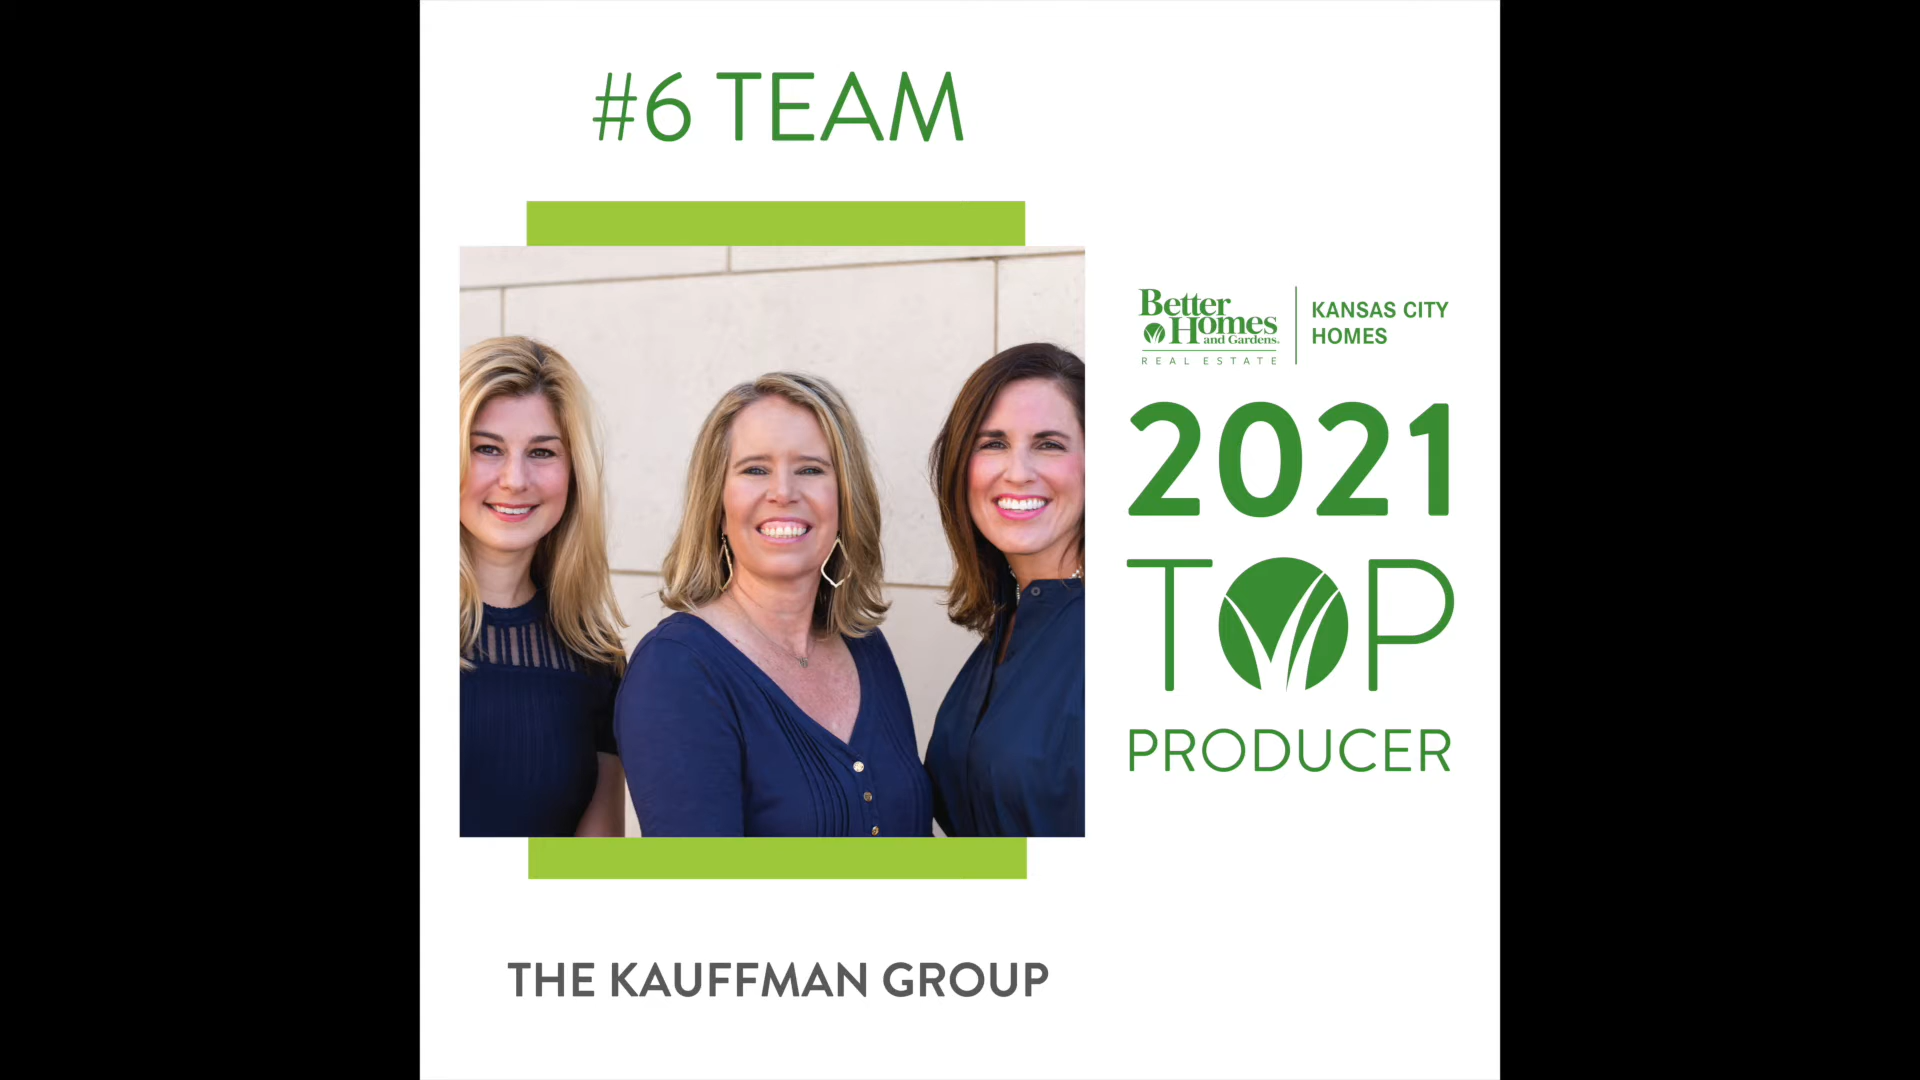 #6 TEAM
Better
Homes
and Gardens
REAL ESTATE
KANSAS CITY
HOMES
2021
TOP
PRODUCER
THE KAUFFMAN GROUP